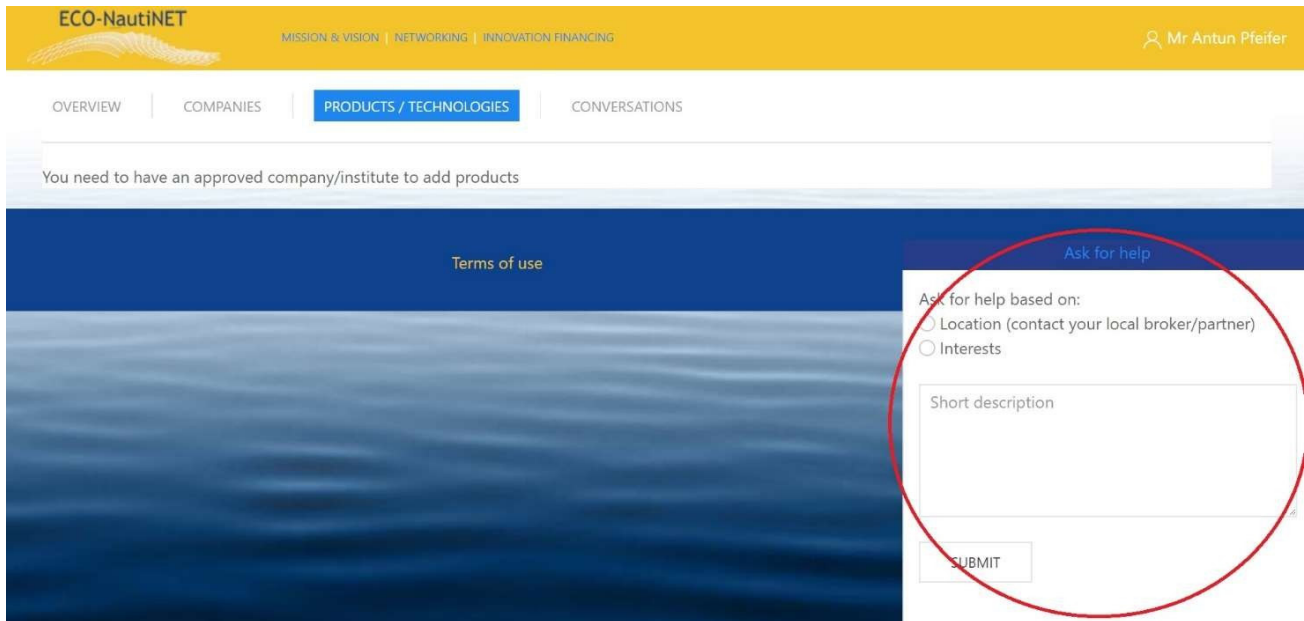 ECO-NautiNET
MISSION & VISION | NETWORKING | INNOVATION FINANCING
Mr Antun Pfeifer
OVERVIEW | COMPANIES | PRODUCTS / TECHNOLOGIES | CONVERSATIONS
You need to have an approved company/institute to add products
Terms of use
Ask for help
Ask for help based on:
Location (contact your local broker/partner)
Interests
Short description
SUBMIT